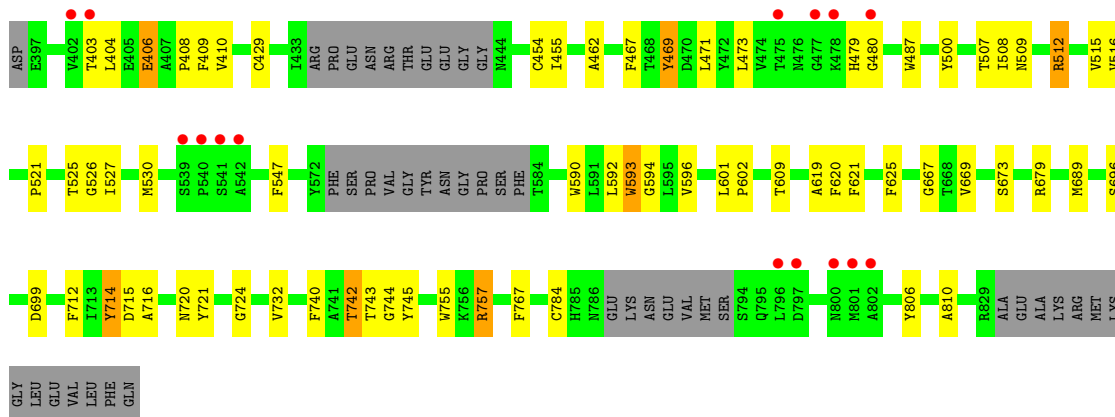 ASP E397 V402 T403 L404 E405 E406 A407 P408 F409 V410 C429 I433 ARG PRO GLU ASN ARG THR GLU GLU GLY GLY N444 C454 I455 A462 F467 T468 Y469 D470 L471 Y472 L473 V474 T475 N476 G477 K478 H479 G480 W487 Y500 T507 I508 N509 R512 V515 V516
P521 T525 G526 I527 M530 S539 P540 S541 A542 F547 Y572 PHE SER PRO VAL GLY TYR ASN GLY PRO SER PHE T584 W590 L591 L592 W593 G594 L595 V596 L601 P602 T609 A619 F620 F621 F625 G667 T668 V669 S673 R679 M689 S696
D699 F712 I713 Y714 D715 A716 N720 Y721 G724 V732 F740 A741 T742 T743 G744 Y745 W755 K756 R757 F767 C784 H785 N786 GLU LYS ASN GLU VAL MET SER S794 Q795 L796 D797 N800 M801 A802 Y806 A810 R829 ALA GLU ALA LYS ARG MET LYS
GLY LEU GLU VAL LEU PHE GLN